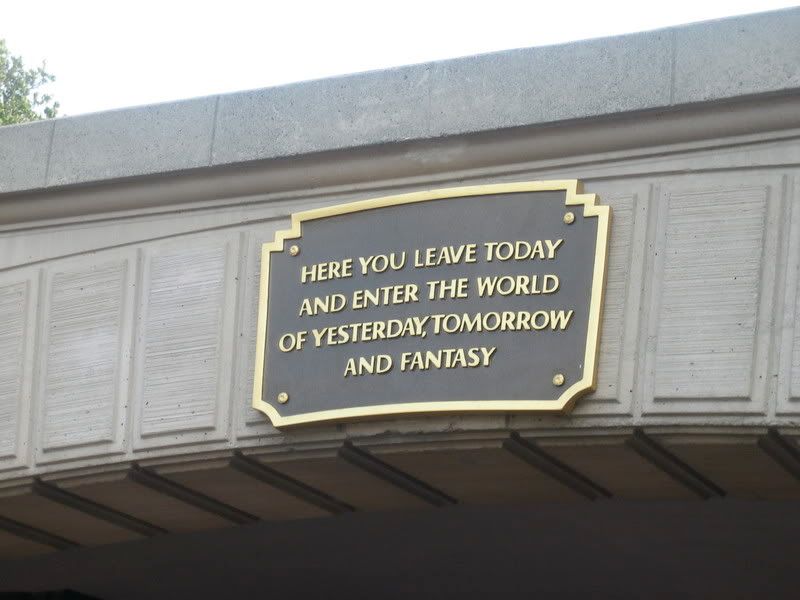 HERE YOU LEAVE TODAY
AND ENTER THE WORLD
OF YESTERDAY, TOMORROW
AND FANTASY